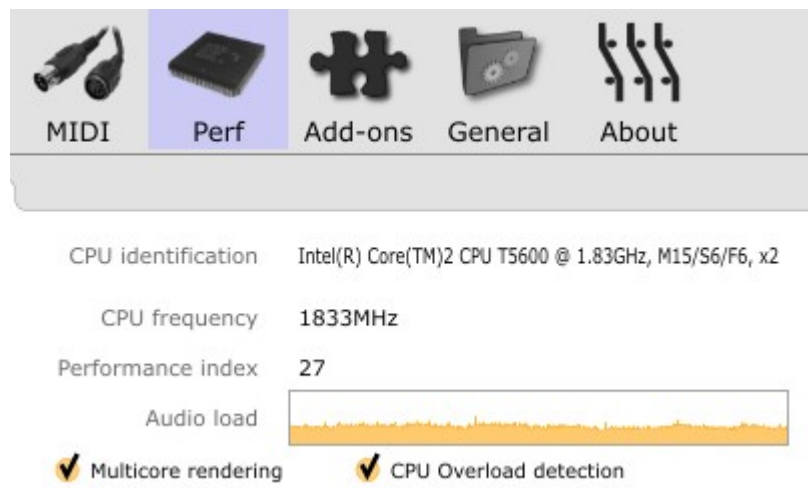 MIDI Perf Add-ons General About
CPU identification Intel(R) Core(TM)2 CPU T5600 @ 1.83GHz, M15/S6/F6, x2
CPU frequency 1833MHz
Performance index 27
Audio load
Multicore rendering CPU Overload detection